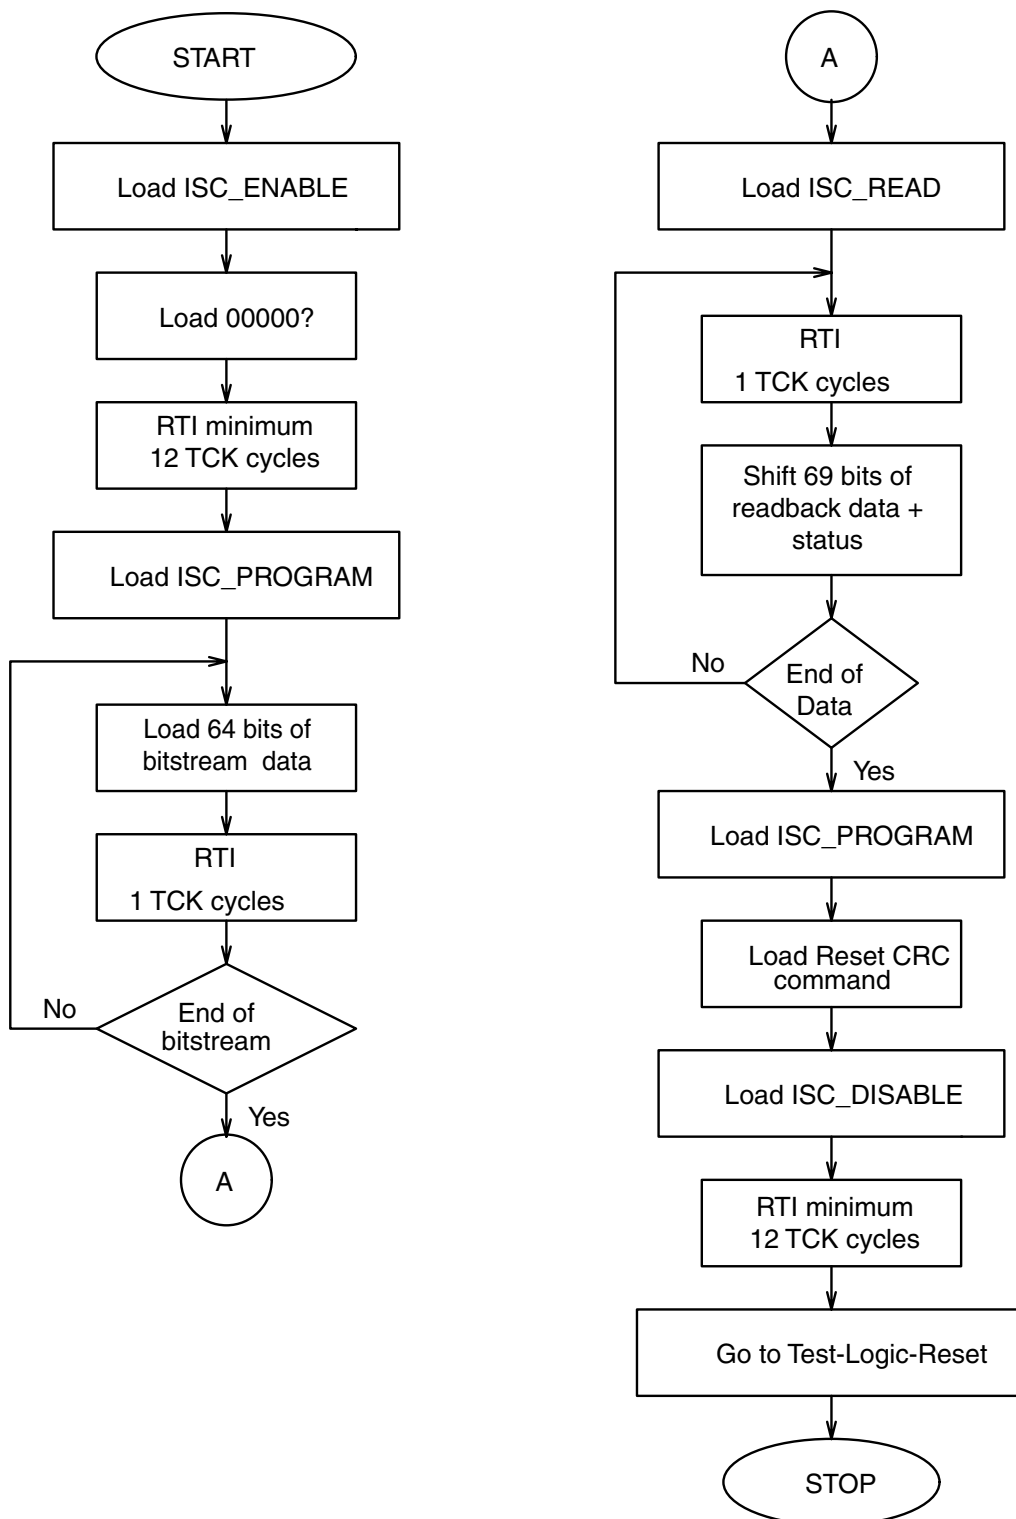 START
Load ISC_ENABLE
Load 00000?
RTI minimum
12 TCK cycles
Load ISC_PROGRAM
Load 64 bits of
bitstream data
RTI
1 TCK cycles
No
End of
bitstream
Yes
A
A
Load ISC_READ
RTI
1 TCK cycles
Shift 69 bits of
readback data +
status
No
End of
Data
Yes
Load ISC_PROGRAM
Load Reset CRC
command
Load ISC_DISABLE
RTI minimum
12 TCK cycles
Go to Test-Logic-Reset
STOP